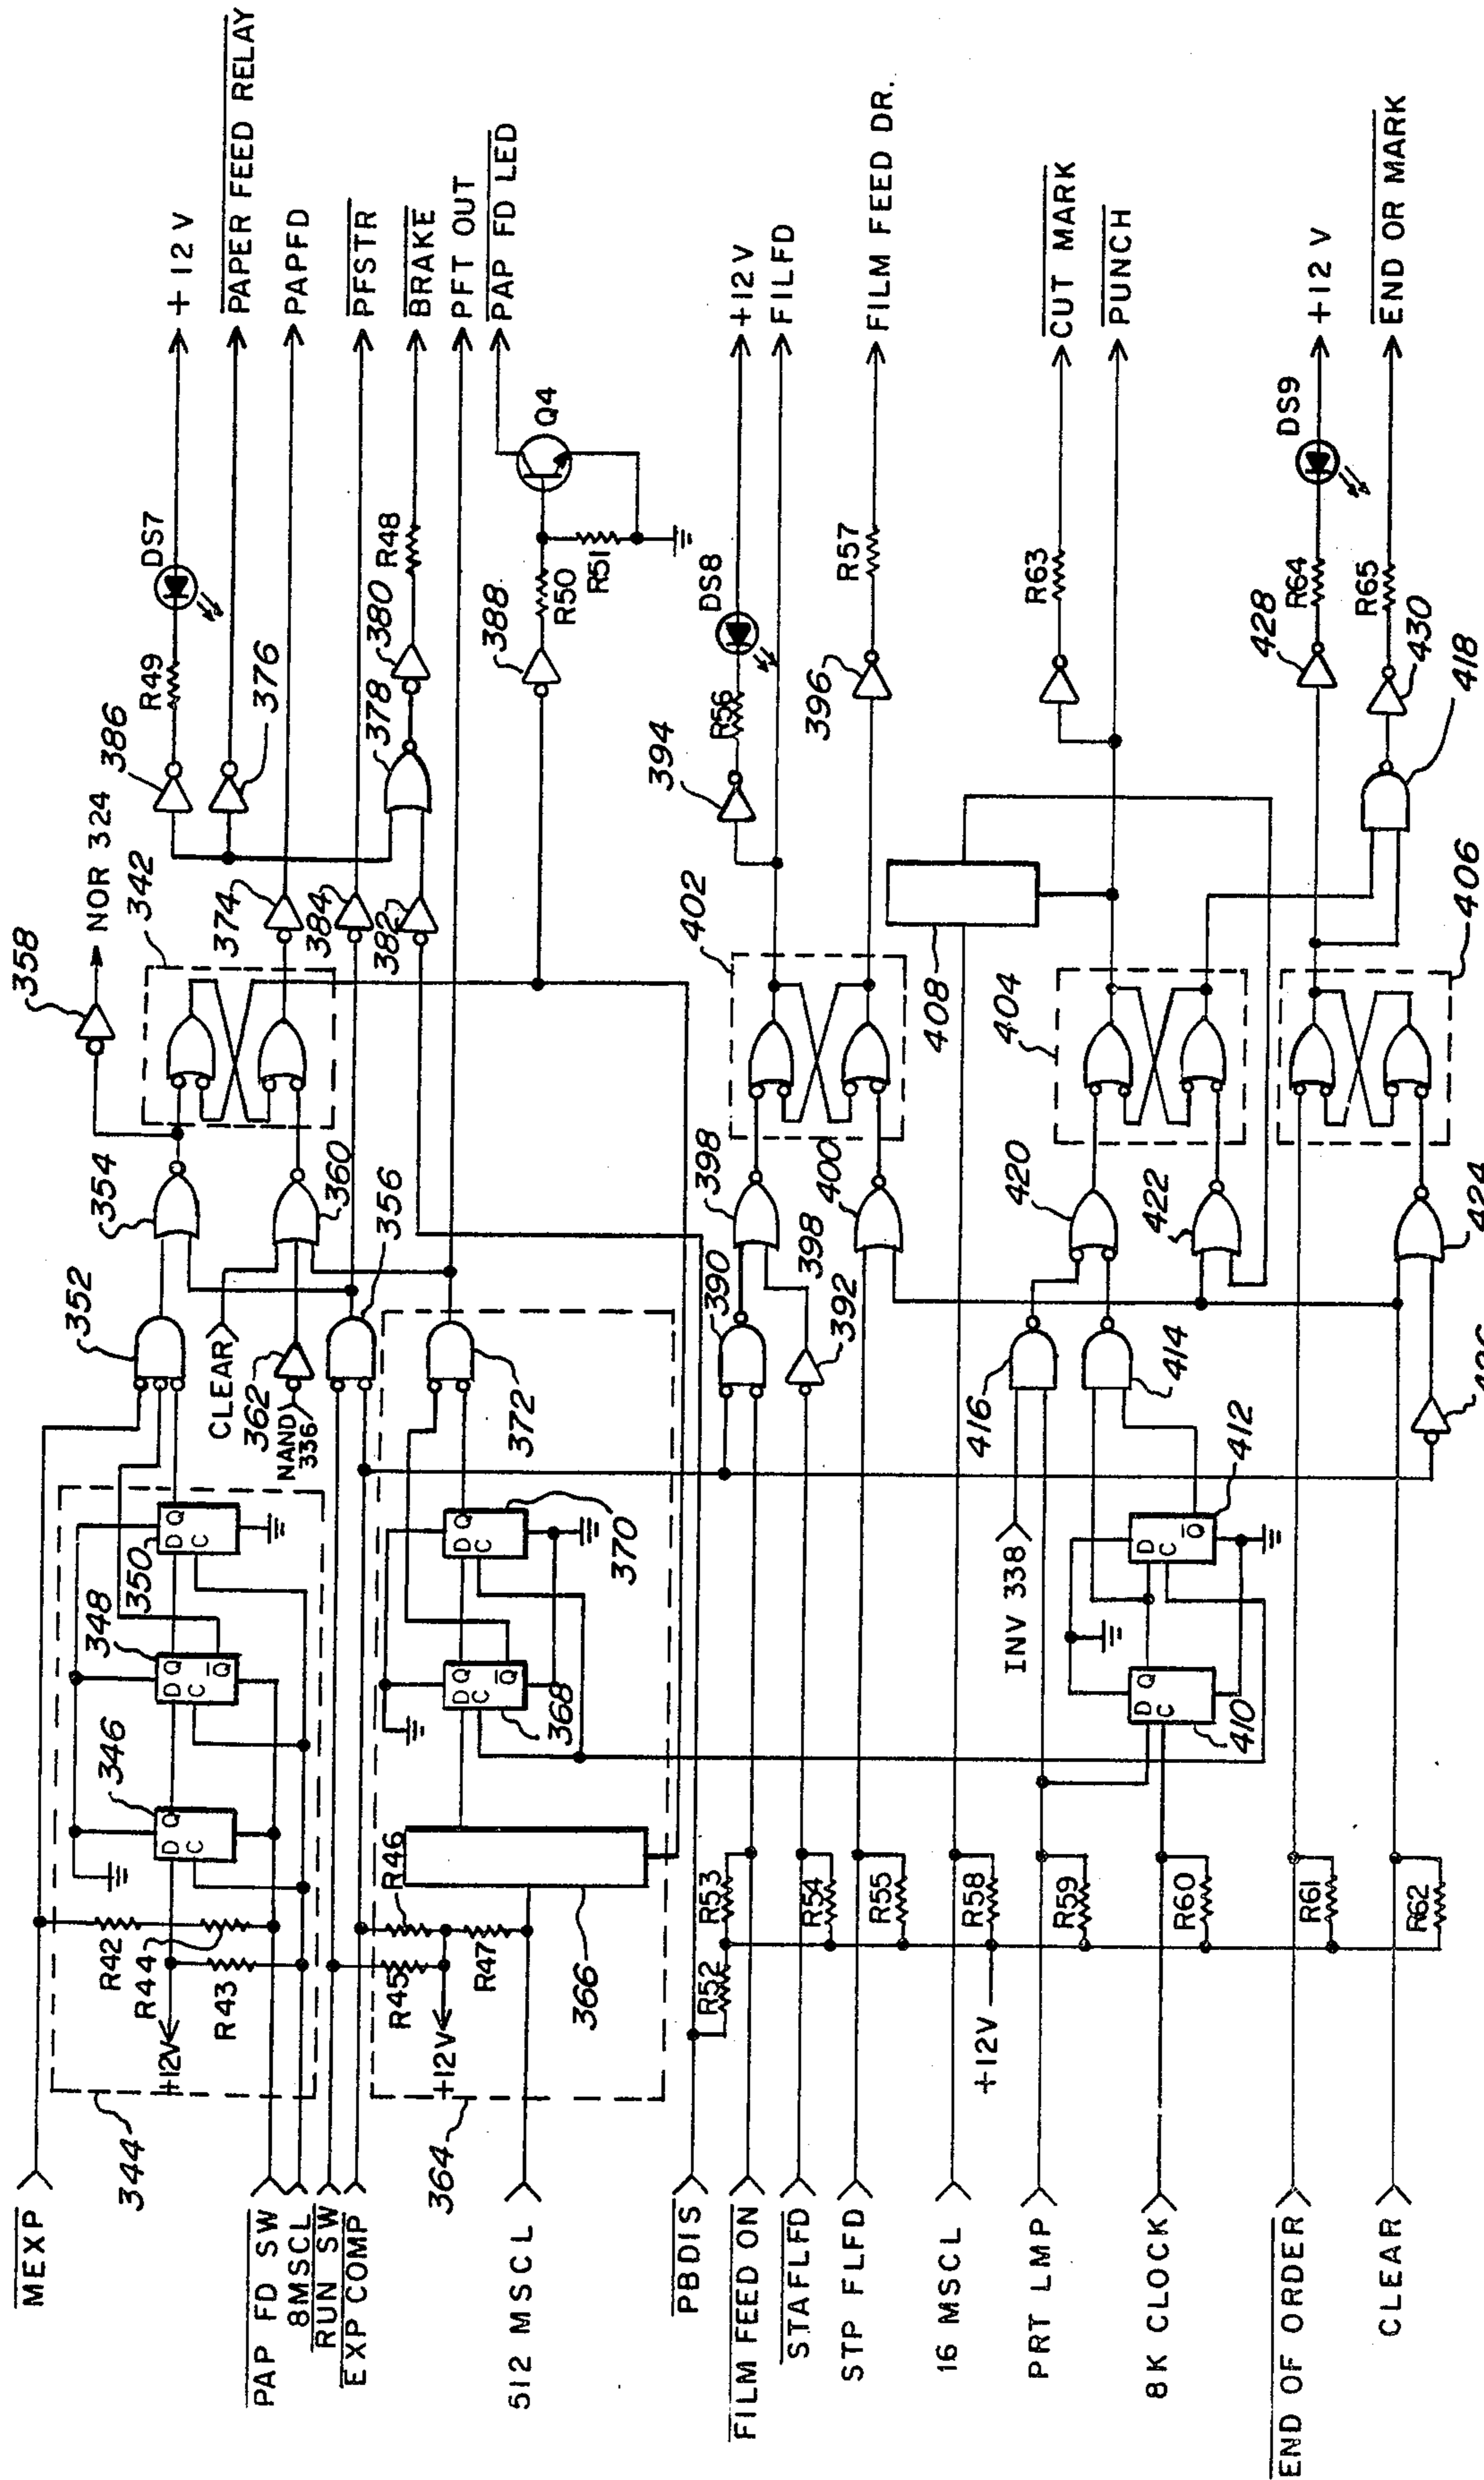 MEXP
344
PAP FD SW
8MSCL
RUN SW
EXP COMP
364
512 MSCL
PBDIS
FILM FEED ON
STAFLFD
STP FLFD
16 MSCL
PRT LMP
8K CLOCK
END OF ORDER
CLEAR
R42
R44
R43
+12V
346
D Q
C
348
D Q
C Q
350
D Q
C
352
CLEAR
362
NAND
336
354
360
356
358
NOR 324
342
374
384
382
386
R49
DS7
+12 V
376
PAPER FEED RELAY
PAPFD
PFSTR
378
380
R48
BRAKE
PFT OUT
PAP FD LED
388
R50
R51
Q4
R46
R45
+12V
R47
366
D Q
C Q
368
D Q
C
370
372
R52
R53
R54
R55
R58
+12V
R59
R60
R61
R62
390
398
398
392
400
402
394
R56
DS8
+12V
FILFD
396
R57
FILM FEED DR.
408
INV 338
416
414
D Q
C
410
D
C Q
412
420
422
404
R63
CUT MARK
PUNCH
428
R64
DS9
+12 V
R65
430
END OR MARK
418
406
424